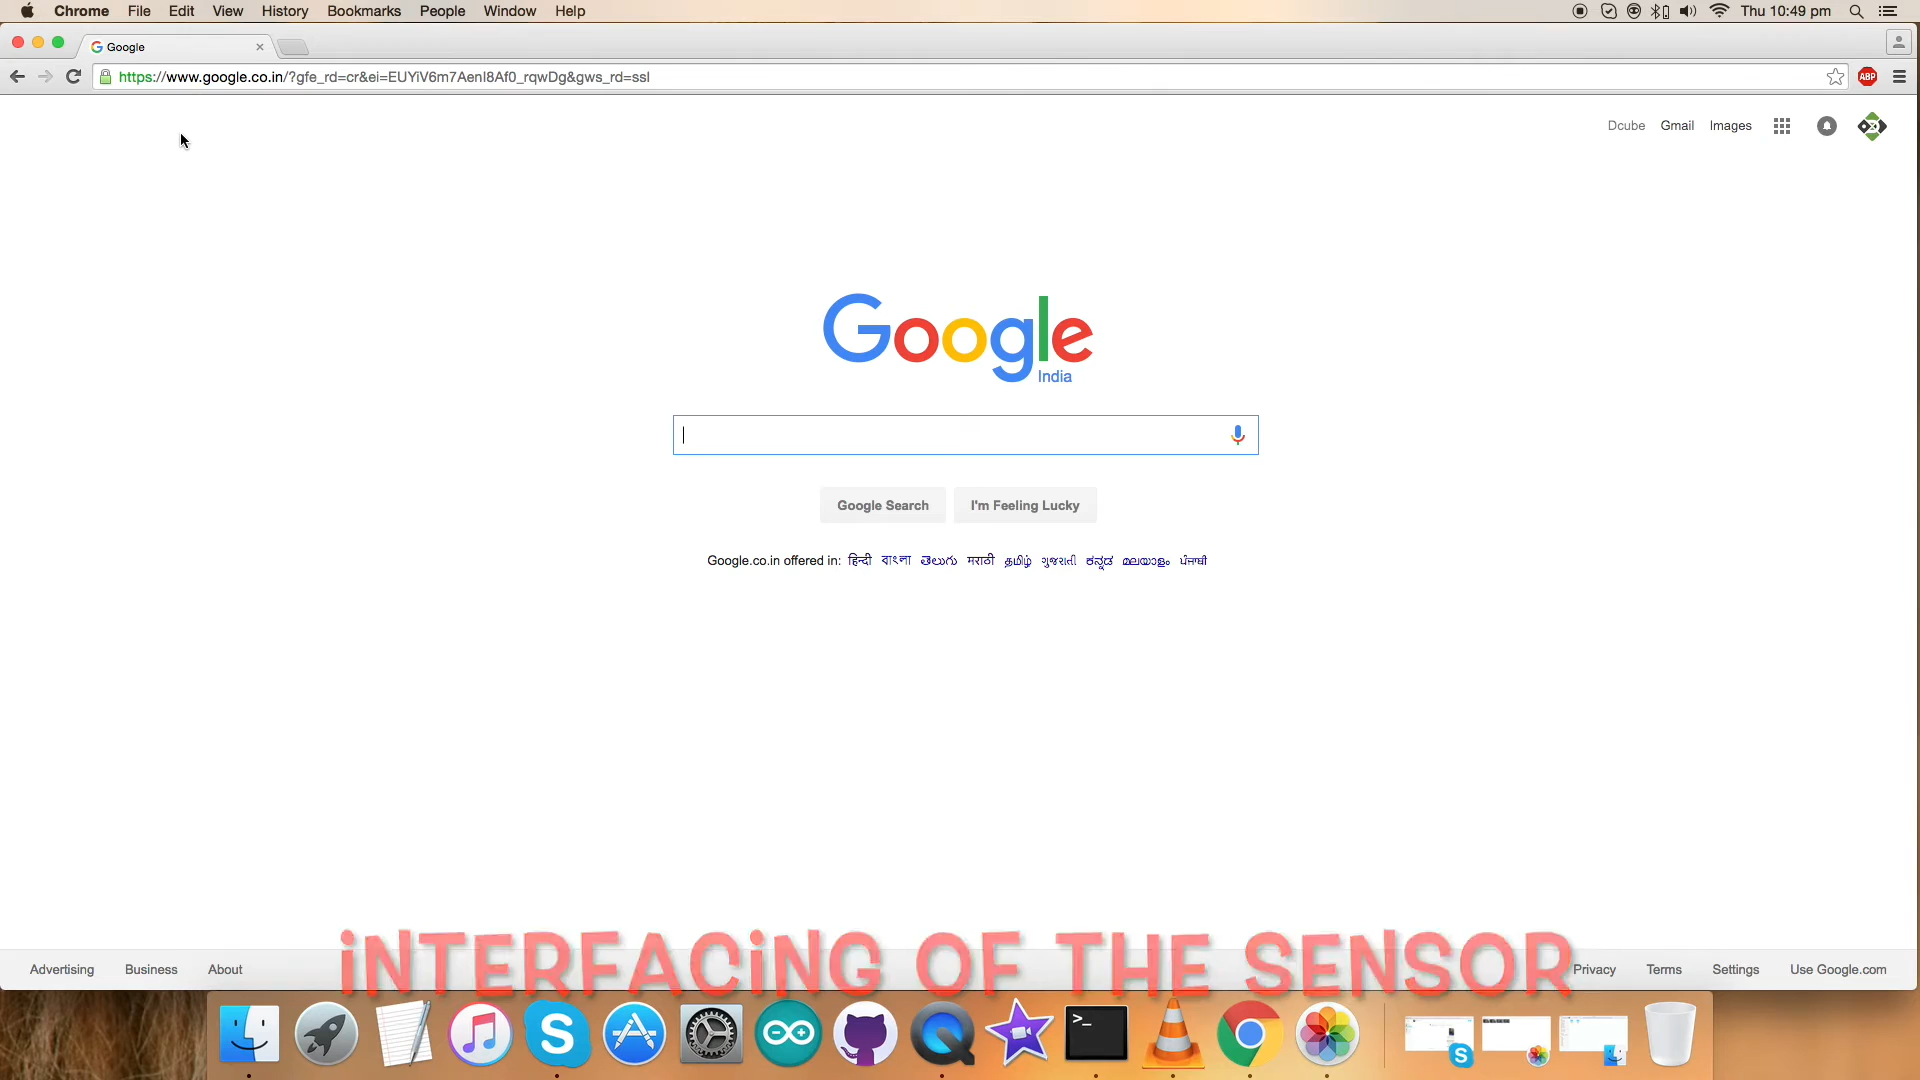 Chrome File Edit View History Bookmarks People Window Help Thu 10:49 pm
Google
https://www.google.co.in/?gfe_rd=cr&ei=EUYiV6m7AenI8Af0_rqwDg&gws_rd=ssl ABP
Dcube Gmail Images
Google
India
Google Search I'm Feeling Lucky
Google.co.in offered in: हिन्दी বাংলা తెలుగు मराठी தமிழ் ગુજરાતી ಕನ್ನಡ മലയാളം ਪੰਜਾਬੀ
iNTERFACiNG OF THE SENSOR
Advertising Business About Privacy Terms Settings Use Google.com